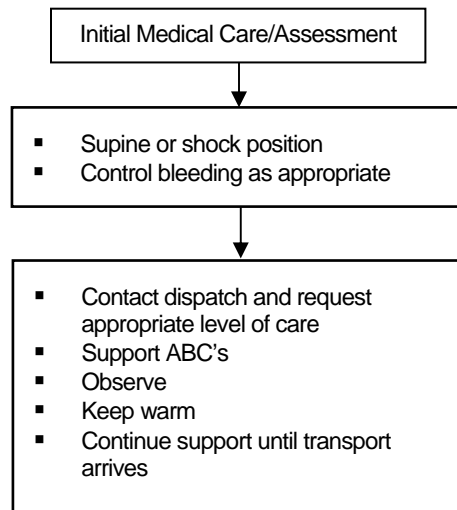 Initial Medical Care/Assessment
▪ Supine or shock position
▪ Control bleeding as appropriate
▪ Contact dispatch and request
appropriate level of care
▪ Support ABC’s
▪ Observe
▪ Keep warm
▪ Continue support until transport
arrives